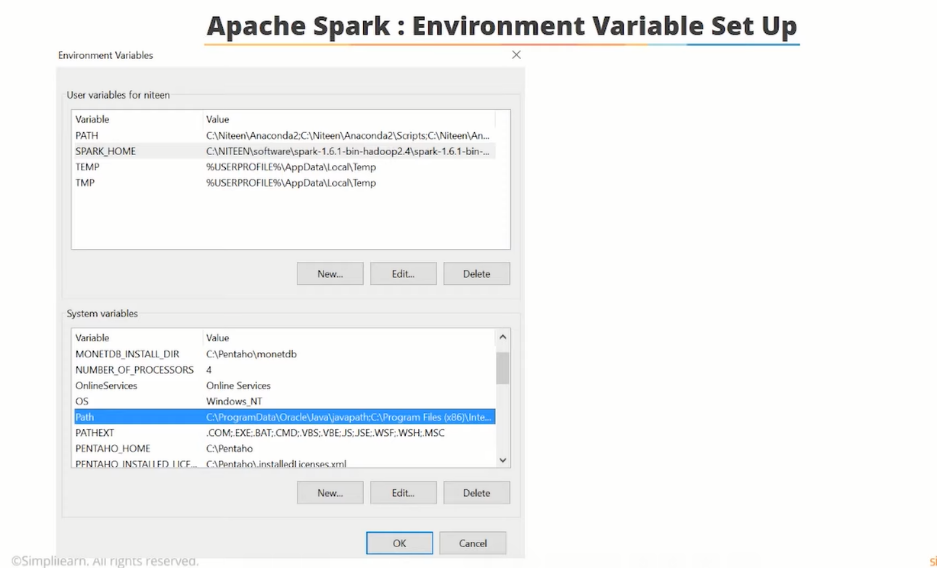 Apache Spark : Environment Variable Set Up
Environment Variables
User variables for niteen
Variable Value
PATH C:\Niteen\Anaconda2;C:\Niteen\Anaconda2\Scripts;C:\Niteen\An...
SPARK_HOME C:\NITEEN\software\spark-1.6.1-bin-hadoop2.4\spark-1.6.1-bin-...
TEMP %USERPROFILE%\AppData\Local\Temp
TMP %USERPROFILE%\AppData\Local\Temp
New... Edit... Delete
System variables
Variable Value
MONETDB_INSTALL_DIR C:\Pentaho\monetdb
NUMBER_OF_PROCESSORS 4
OnlineServices Online Services
OS Windows_NT
Path C:\ProgramData\Oracle\Java\javapath;C:\Program Files (x86)\Inte...
PATHEXT .COM;.EXE;.BAT;.CMD;.VBS;.VBE;.JS;.JSE;.WSF;.WSH;.MSC
PENTAHO_HOME C:\Pentaho
PENTAHO_INSTALLED_LICE... C:\Pentaho\.installedLicenses.xml
New... Edit... Delete
OK Cancel
©Simplilearn. All rights reserved.
si